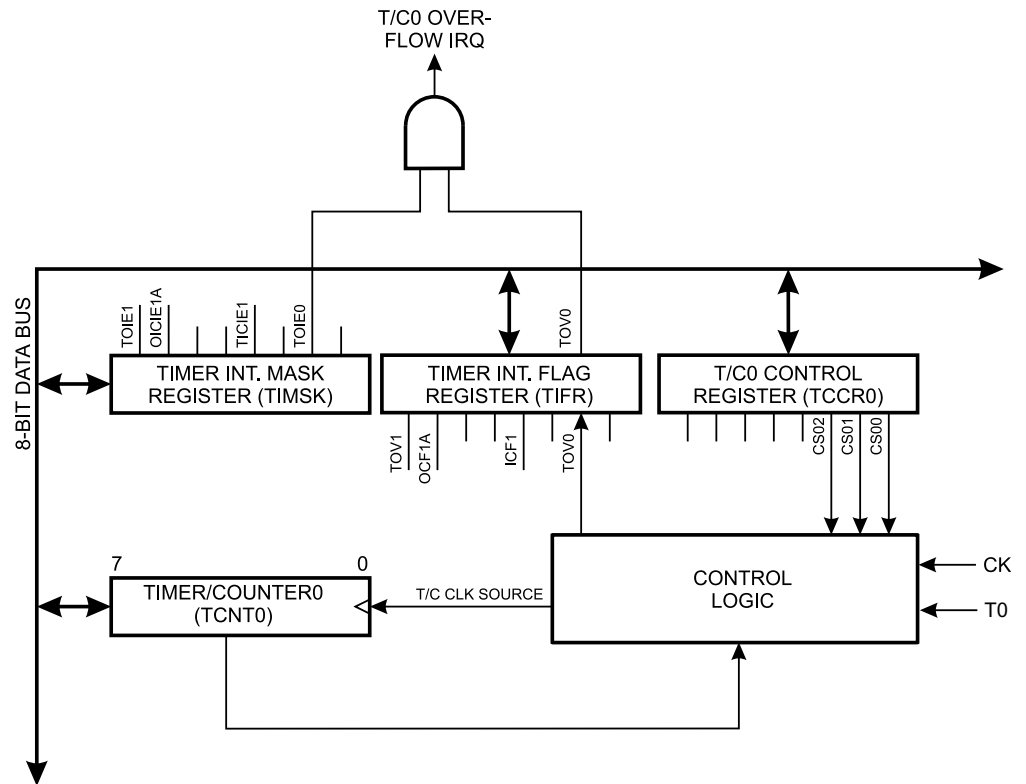 T/C0 OVER-
FLOW IRQ
8-BIT DATA BUS
TOIE1
OICIE1A
TICIE1
TOIE0
TOV0
TIMER INT. MASK
REGISTER (TIMSK)
TIMER INT. FLAG
REGISTER (TIFR)
T/C0 CONTROL
REGISTER (TCCR0)
TOV1
OCF1A
ICF1
TOV0
CS02
CS01
CS00
7
0
TIMER/COUNTER0
(TCNT0)
T/C CLK SOURCE
CONTROL
LOGIC
CK
T0